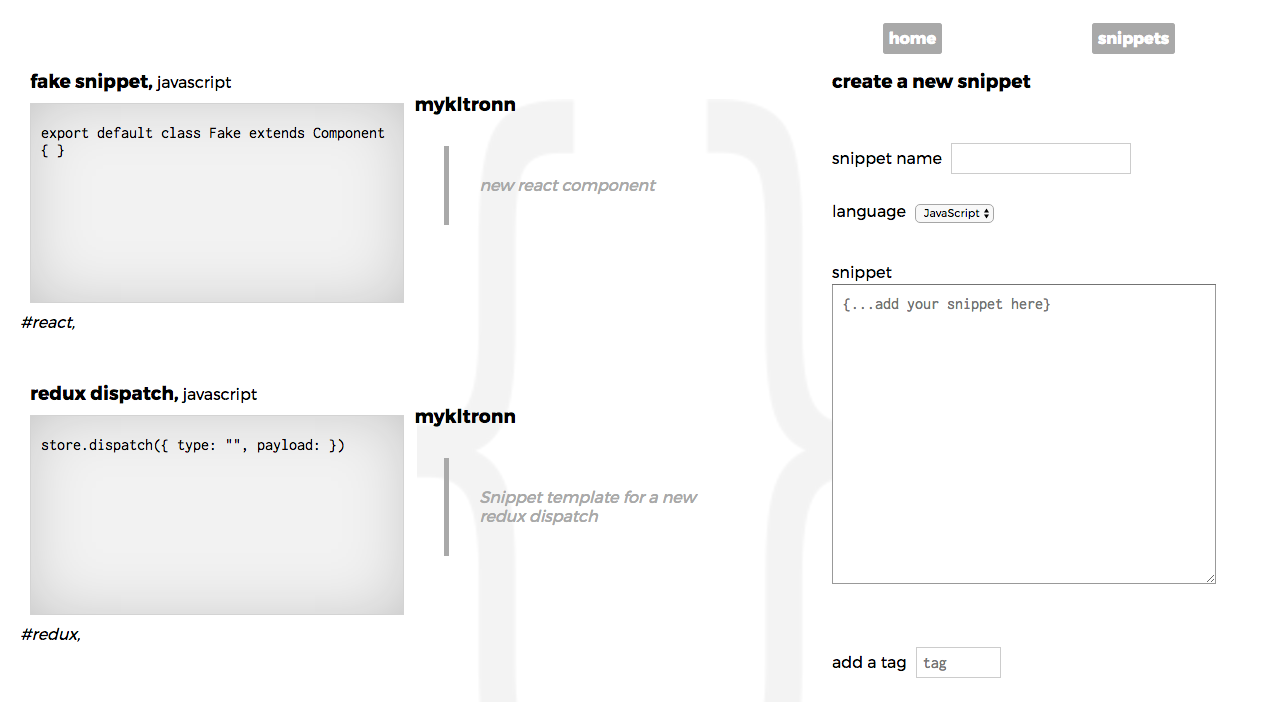 home
snippets
fake snippet, javascript
export default class Fake extends Component
{ }
#react,
mykltronn
new react component
redux dispatch, javascript
store.dispatch({ type: "", payload: })
#redux,
mykltronn
Snippet template for a new
redux dispatch
create a new snippet
snippet name
language JavaScript
snippet
{...add your snippet here}
add a tag tag
{ }